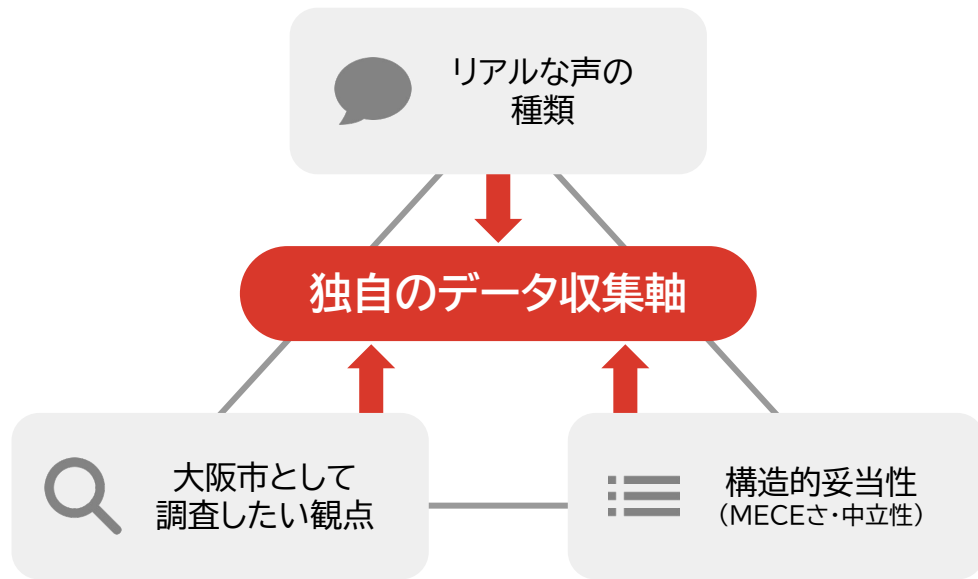 リアルな声の
種類
独自のデータ収集軸
大阪市として
調査したい観点
構造的妥当性
（MECEさ・中立性）